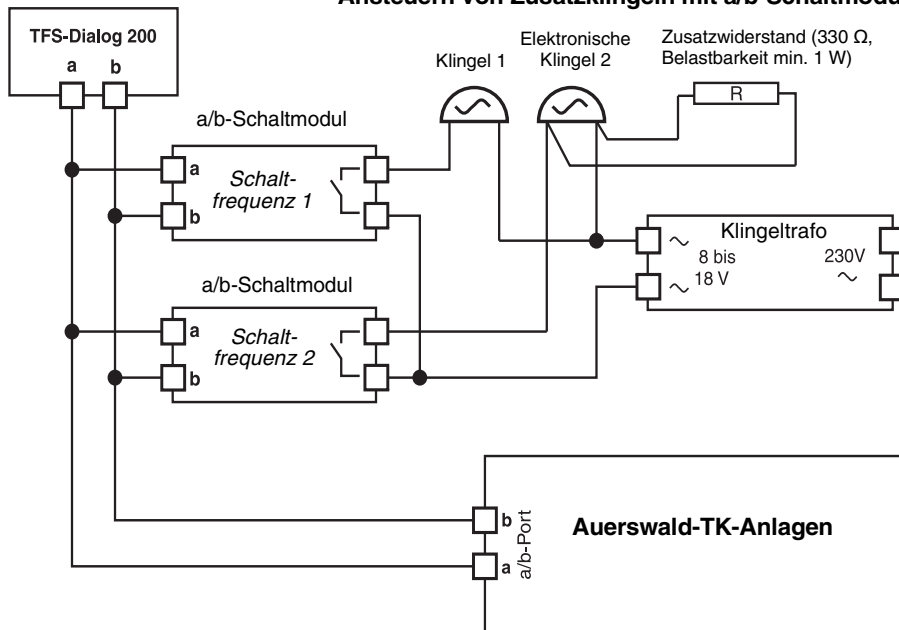 Ansteuern von Zusatzklingeln mit a/b-Schaltmodul
TFS-Dialog 200
a b
Klingel 1
Elektronische
Klingel 2
Zusatzwiderstand (330 Ω,
Belastbarkeit min. 1 W)
R
a/b-Schaltmodul
a
b
Schalt-
frequenz 1
Klingeltrafo
8 bis
18 V
230V
a/b-Schaltmodul
a
b
Schalt-
frequenz 2
b
a
a/b-Port
Auerswald-TK-Anlagen